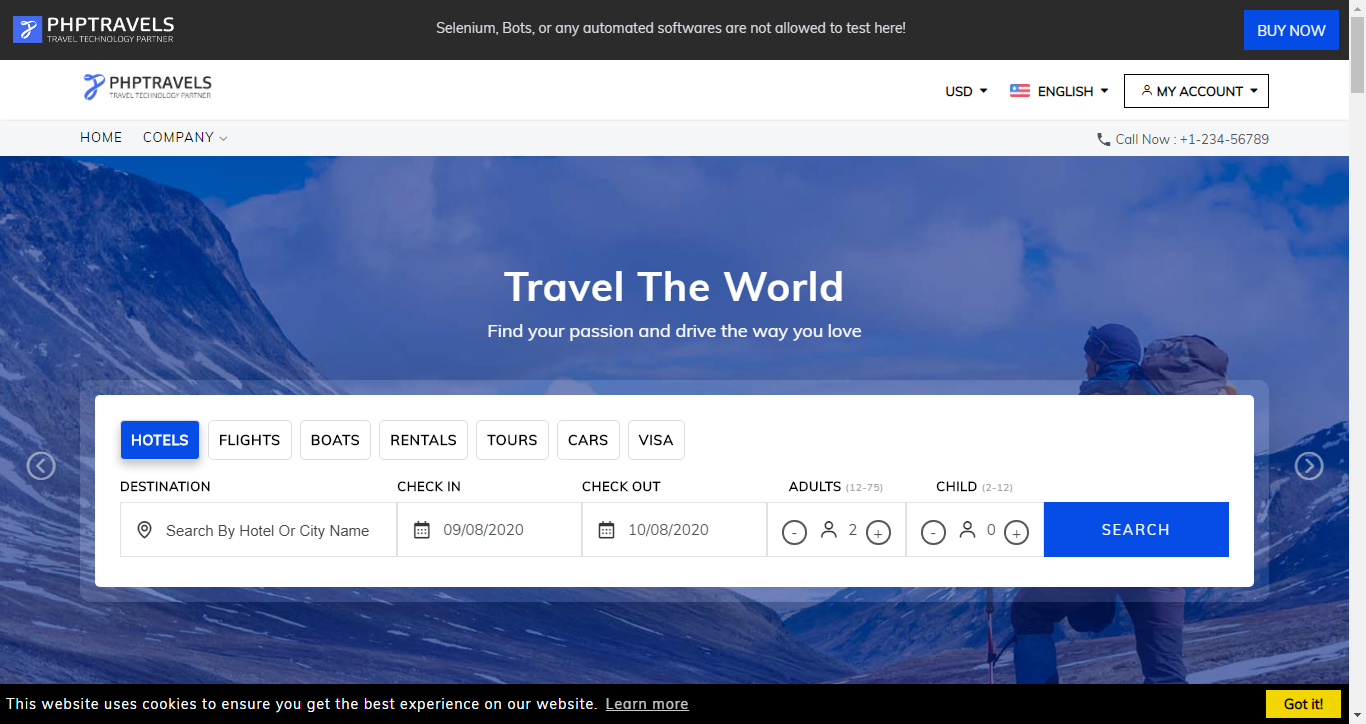 PHPTRAVELS
TRAVEL TECHNOLOGY PARTNER
Selenium, Bots, or any automated softwares are not allowed to test here!
BUY NOW
PHPTRAVELS
TRAVEL TECHNOLOGY PARTNER
USD
ENGLISH
MY ACCOUNT
HOME
COMPANY
Call Now : +1-234-56789
Travel The World
Find your passion and drive the way you love
HOTELS
FLIGHTS
BOATS
RENTALS
TOURS
CARS
VISA
DESTINATION
CHECK IN
CHECK OUT
ADULTS (12-75)
CHILD (2-12)
Search By Hotel Or City Name
09/08/2020
10/08/2020
- 2 +
- 0 +
SEARCH
This website uses cookies to ensure you get the best experience on our website. Learn more
Got it!